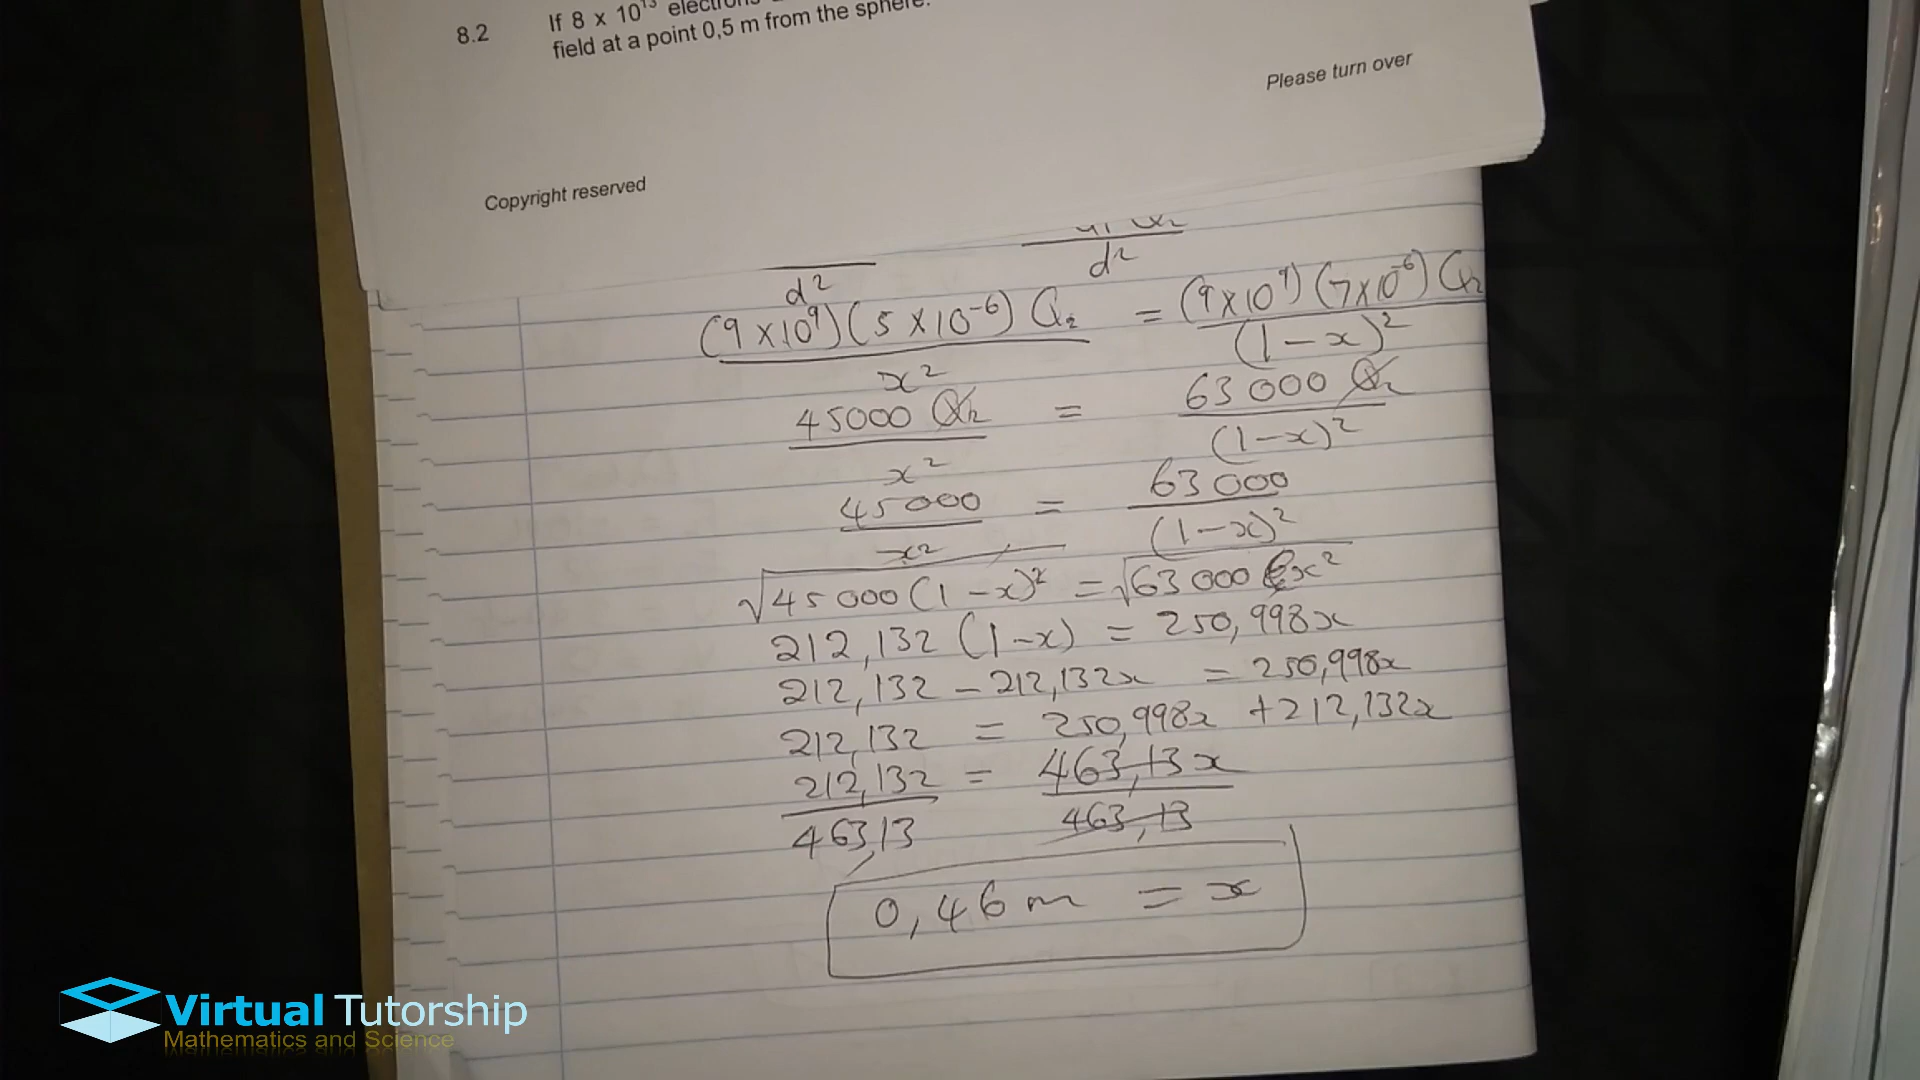 8.2 If 8 x 10¹³
field at a point 0,5 m from the sphere.
Please turn over
Copyright reserved
d² d²
(9 x 10⁹)(5 x 10⁻⁶) Q₂ = (9 x 10⁹)(7 x 10⁻⁶) Q₂
x² (1 - x)²
45000 Q₂ = 63 000 Q₂
x² (1 - x)²
45000 = 63 000
x² (1 - x)²
√45 000 (1 - x)² = √63 000 x²
212,132 (1 - x) = 250,998x
212,132 - 212,132x = 250,998x
212,132 = 250,998x + 212,132x
212,132 = 463,13x
463,13 463,13
0,46 m = x
Virtual Tutorship
Mathematics and Science